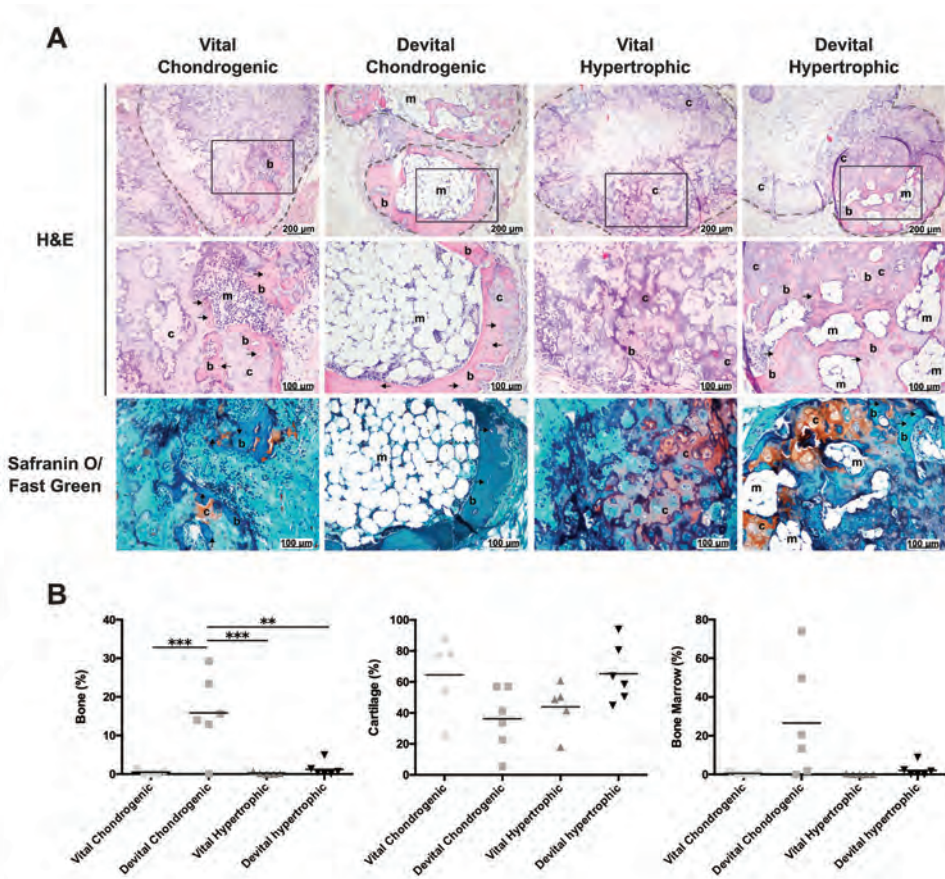 A
Vital Chondrogenic
Devital Chondrogenic
Vital Hypertrophic
Devital Hypertrophic
H&E
b
200 µm
m
m
b
200 µm
c
c
200 µm
c
c
m
b
200 µm
m
b
c
b
b
c
100 µm
b
m
100 µm
c
b
c
100 µm
c
b
c
b
b
m
m
b
m
m
100 µm
Safranin O/
Fast Green
b
c
b
100 µm
m
b
100 µm
c
c
100 µm
c
b
b
m
m
m
c
m
100 µm
B
Bone (%)
40
30
20
10
0
***
***
**
Vital Chondrogenic
Devital Chondrogenic
Vital Hypertrophic
Devital hypertrophic
Cartilage (%)
100
80
60
40
20
0
Vital Chondrogenic
Devital Chondrogenic
Vital Hypertrophic
Devital hypertrophic
Bone Marrow (%)
80
60
40
20
0
Vital Chondrogenic
Devital Chondrogenic
Vital Hypertrophic
Devital hypertrophic